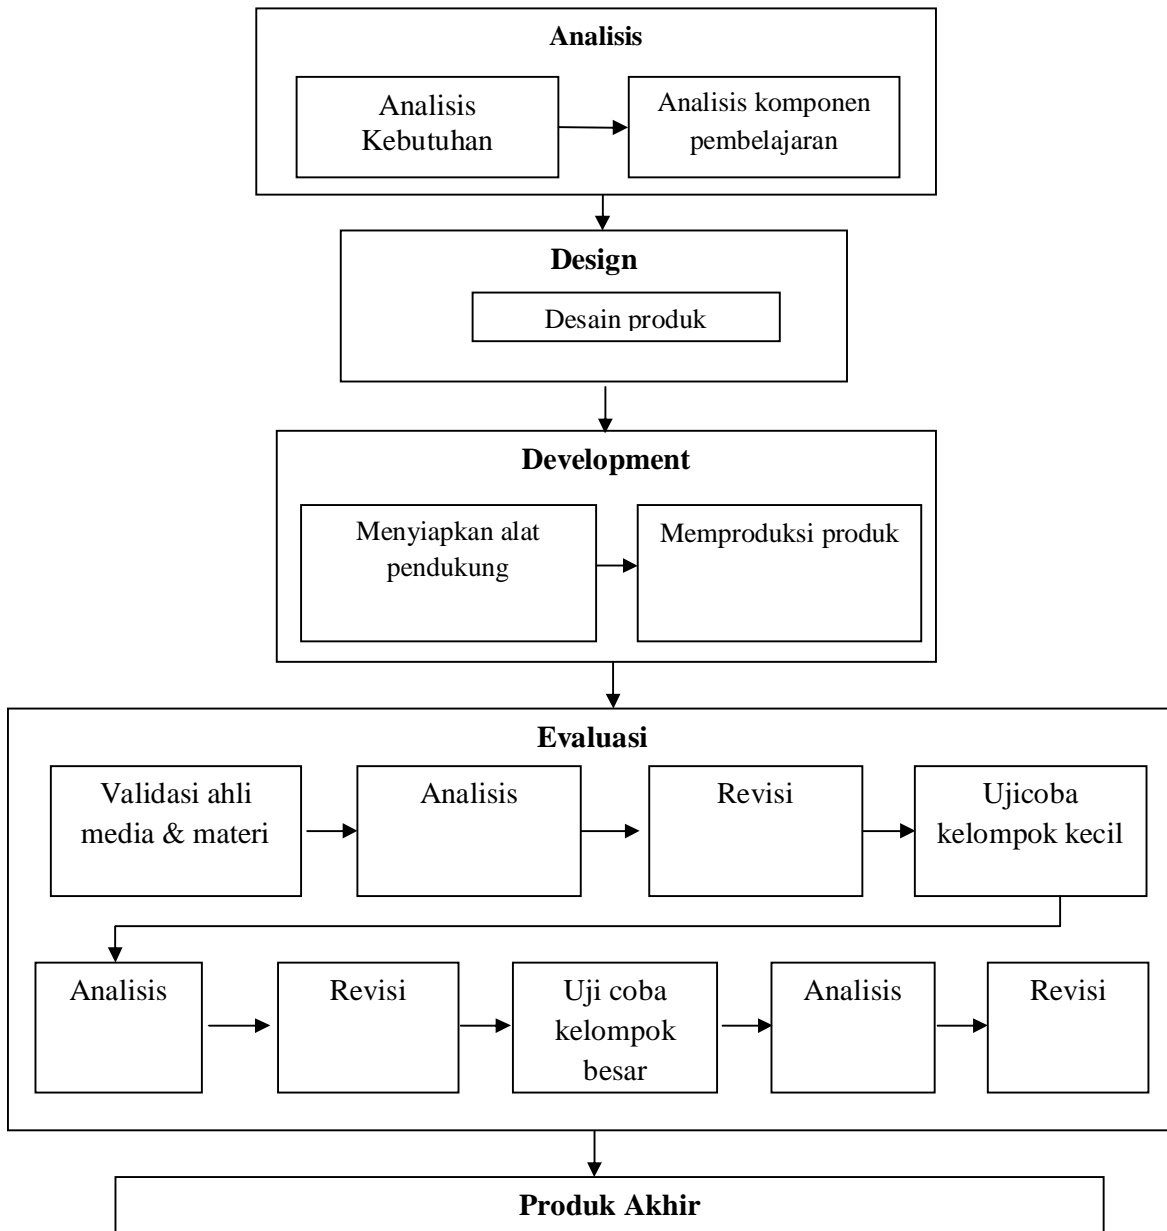 Analisis
Analisis
Kebutuhan
Analisis komponen
pembelajaran
Design
Desain produk
Development
Menyiapkan alat
pendukung
Memproduksi produk
Evaluasi
Validasi ahli
media & materi
Analisis
Revisi
Ujicoba
kelompok kecil
Analisis
Revisi
Uji coba
kelompok
besar
Analisis
Revisi
Produk Akhir